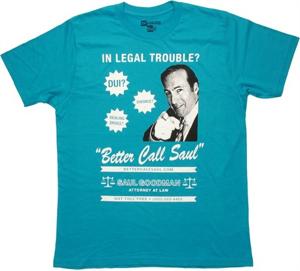 IN LEGAL TROUBLE?
DUI?
DIVORCE?
"Better Call Saul"
BETTERCALLSAUL.COM
SAUL GOODMAN
ATTORNEY AT LAW